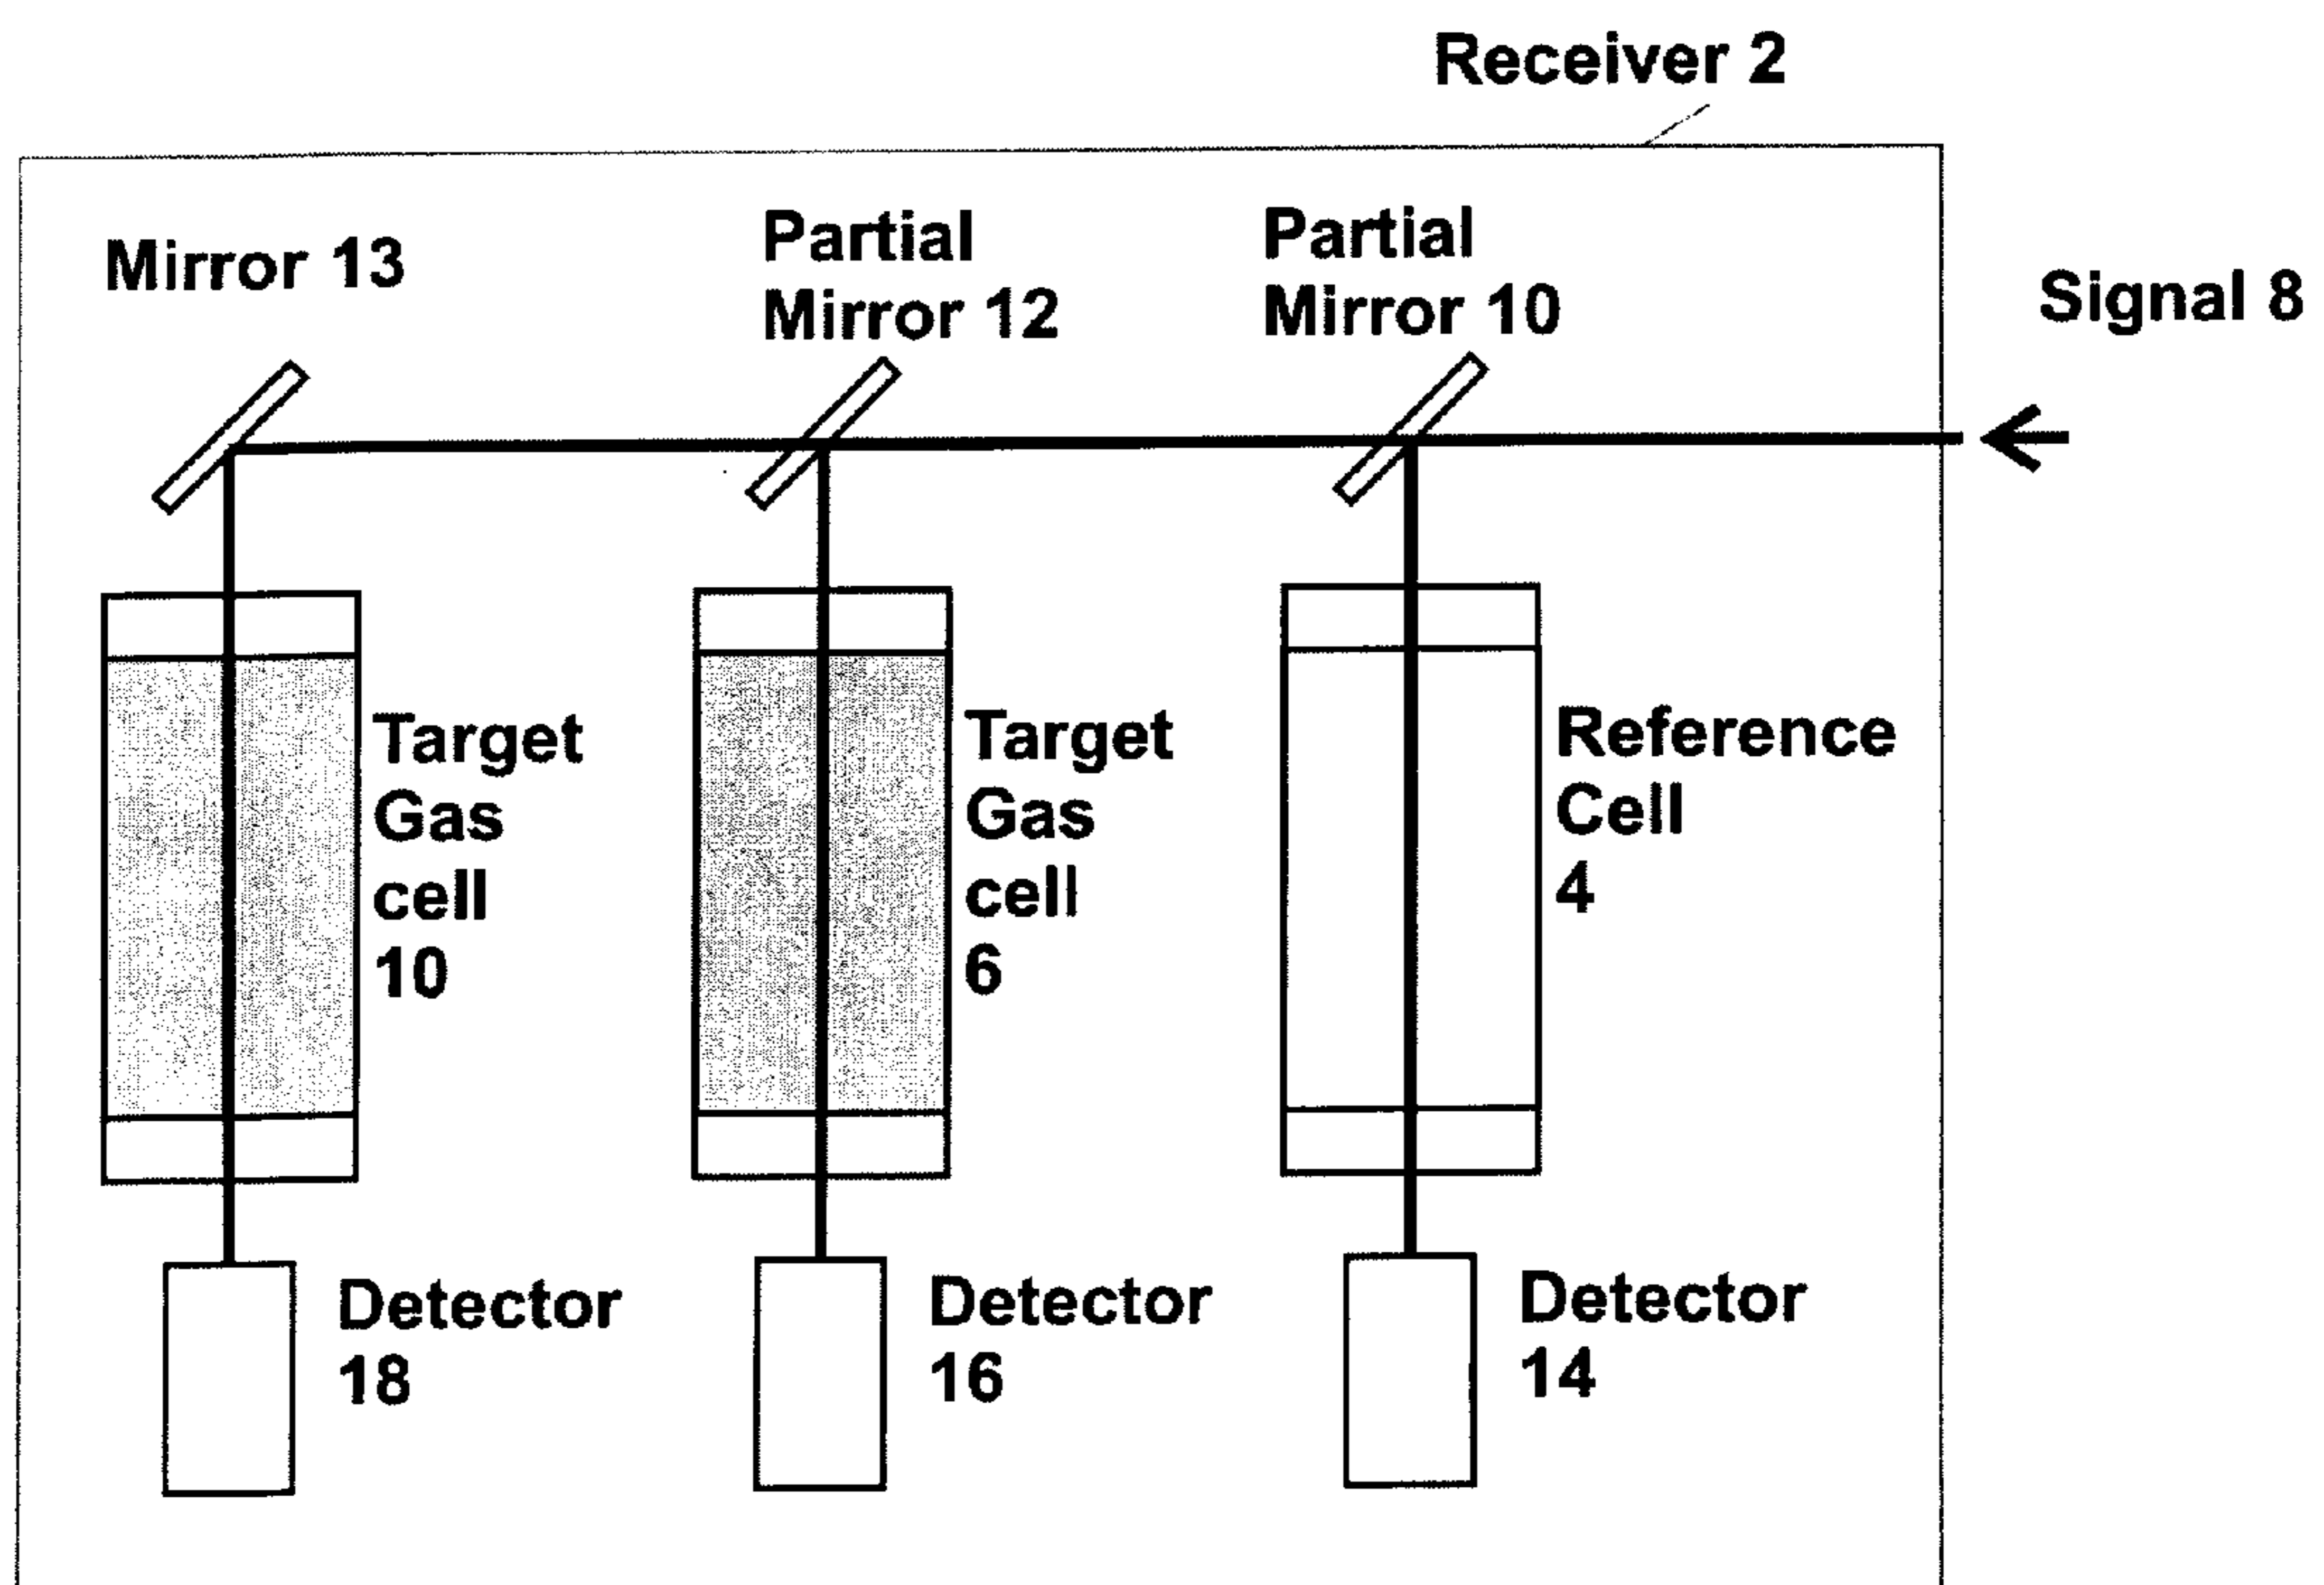 Receiver 2
Mirror 13
Partial
Mirror 12
Partial
Mirror 10
Signal 8
Target
Gas
cell
10
Target
Gas
cell
6
Reference
Cell
4
Detector
18
Detector
16
Detector
14